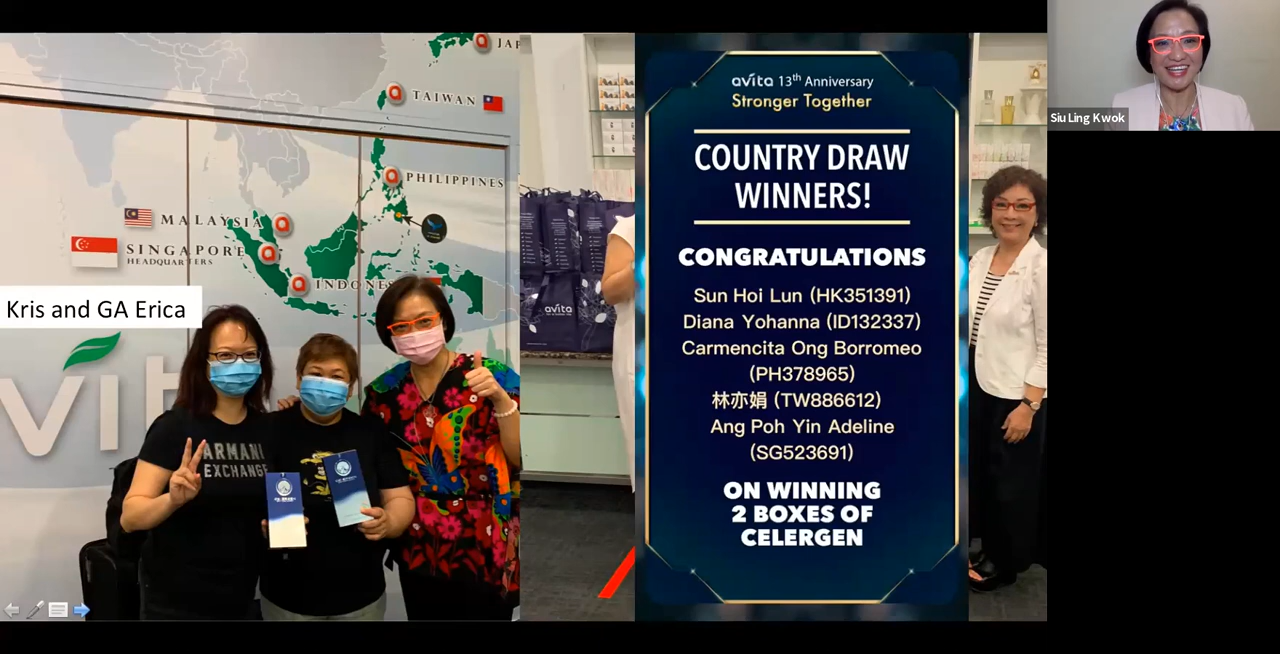 JAP
TAIWAN
PHILIPPINES
MALAYSIA
SINGAPORE
HEADQUARTERS
INDONES
Kris and GA Erica
vita
ARMANI
EXCHANGE
avita
avita 13th Anniversary
Stronger Together
COUNTRY DRAW
WINNERS!
CONGRATULATIONS
Sun Hoi Lun (HK351391)
Diana Yohanna (ID132337)
Carmencita Ong Borromeo
(PH378965)
林亦娟 (TW886612)
Ang Poh Yin Adeline
(SG523691)
ON WINNING
2 BOXES OF
CELERGEN
Siu Ling Kwok